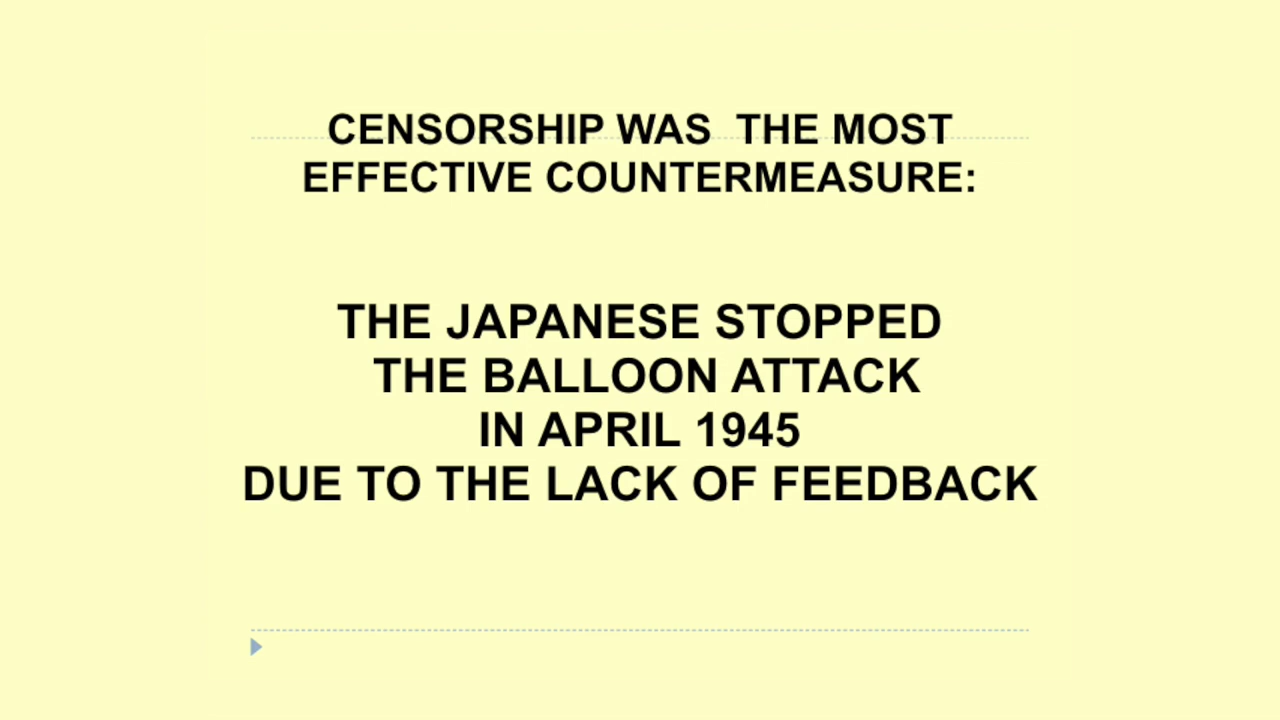 CENSORSHIP WAS  THE MOST
EFFECTIVE COUNTERMEASURE:
THE JAPANESE STOPPED
THE BALLOON ATTACK
IN APRIL 1945
DUE TO THE LACK OF FEEDBACK